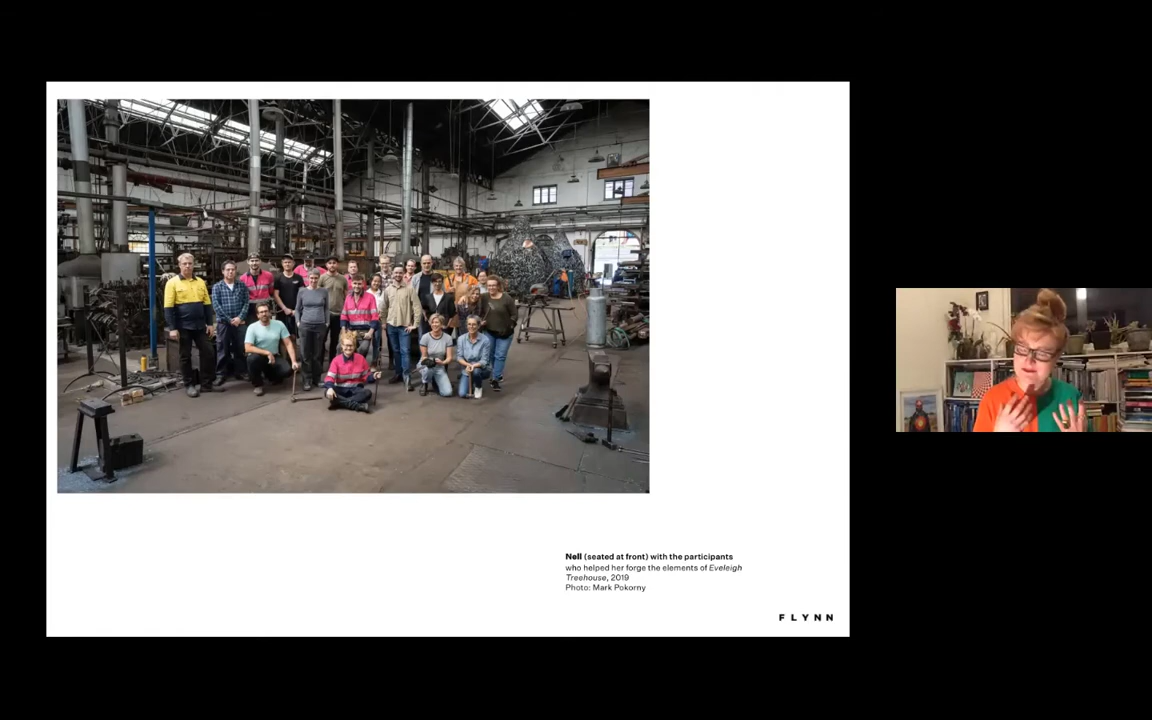 Nell (seated at front) with the participants
who helped her forge the elements of Eveleigh
Treehouse, 2019
Photo: Mark Pokorny
FLYNN